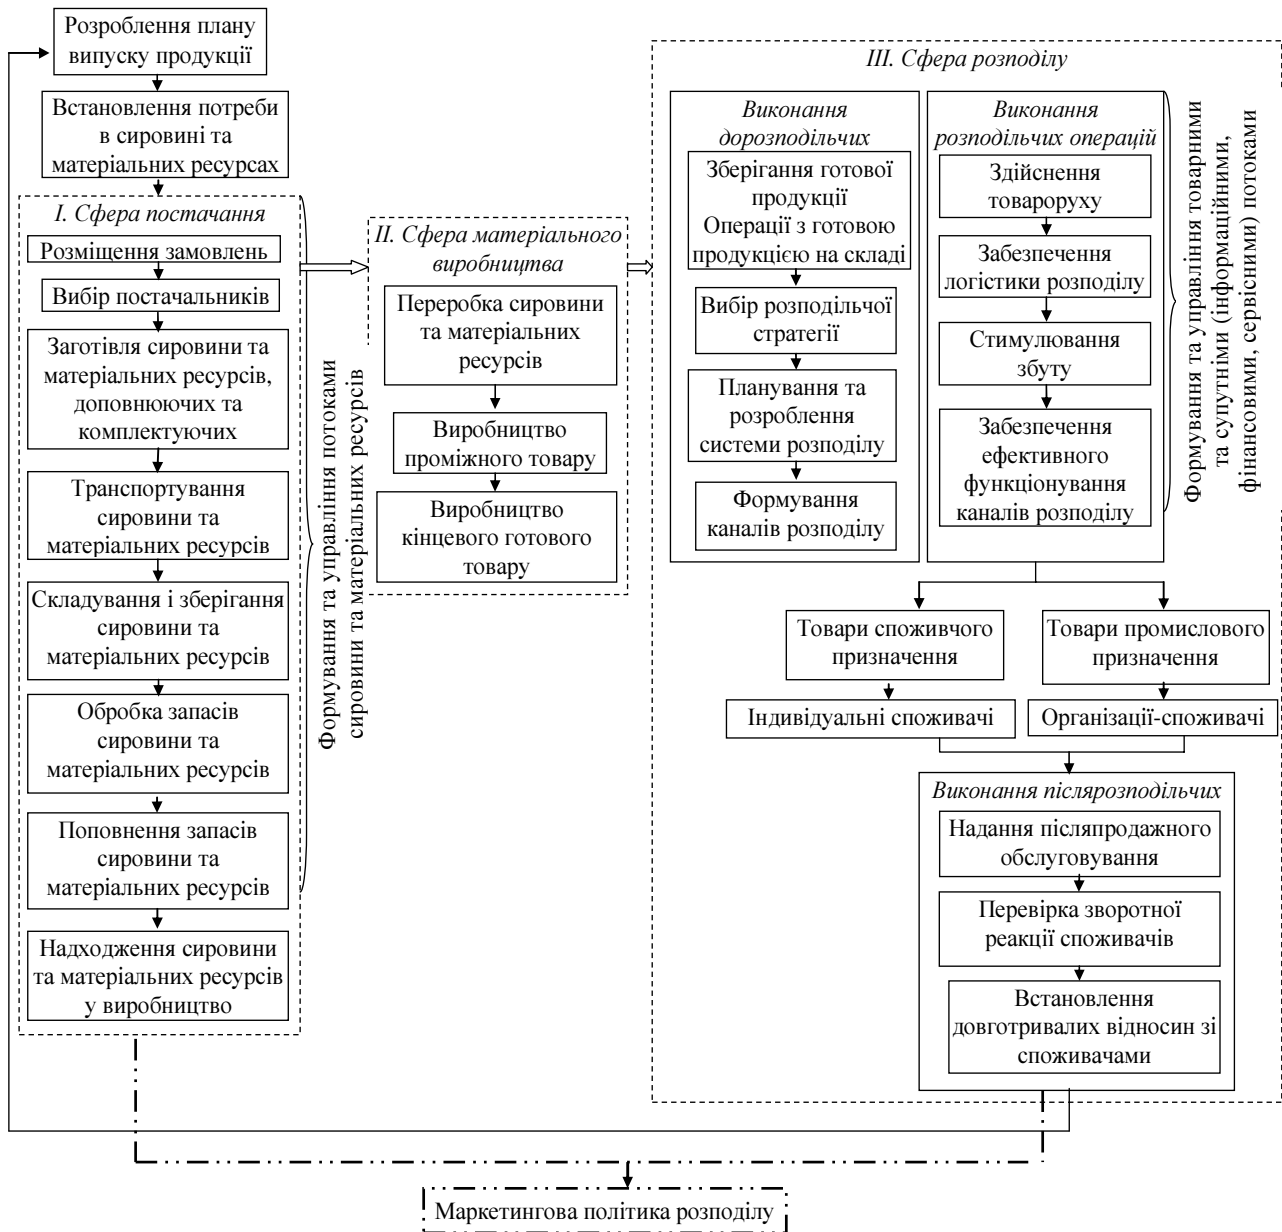 Розроблення плану
випуску продукції
Встановлення потреби
в сировині та
матеріальних ресурсах
I. Сфера постачання
Розміщення замовлень
Вибір постачальників
Заготівля сировини та
матеріальних ресурсів,
доповнюючих та
комплектуючих
Транспортування
сировини та
матеріальних ресурсів
Складування і зберігання
сировини та
матеріальних ресурсів
Обробка запасів
сировини та
матеріальних ресурсів
Поповнення запасів
сировини та
матеріальних ресурсів
Надходження сировини
та матеріальних ресурсів
у виробництво
Формування та управління потоками
сировини та матеріальних ресурсів
II. Сфера матеріального
виробництва
Переробка сировини
та матеріальних
ресурсів
Виробництво
проміжного товару
Виробництво
кінцевого готового
товару
III. Сфера розподілу
Виконання
дорозподільчих
Зберігання готової
продукції
Операції з готовою
продукцією на складі
Вибір розподільчої
стратегії
Планування та
розроблення
системи розподілу
Формування
каналів розподілу
Виконання
розподільчих операцій
Здійснення
товароруху
Забезпечення
логістики розподілу
Стимулювання
збуту
Забезпечення
ефективного
функціонування
каналів розподілу
Формування та управління товарними
та супутніми (інформаційними,
фінансовими, сервісними) потоками
Товари споживчого
призначення
Товари промислового
призначення
Індивідуальні споживачі
Організації-споживачі
Виконання післярозподільчих
Надання післяпродажного
обслуговування
Перевірка зворотної
реакції споживачів
Встановлення
довготривалих відносин зі
споживачами
Маркетингова політика розподілу